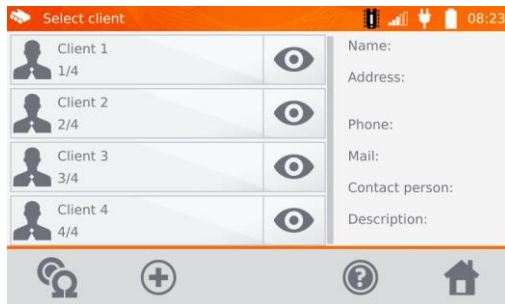 Select client
08:23
Client 1
1/4
Client 2
2/4
Client 3
3/4
Client 4
4/4
Name:
Address:
Phone:
Mail:
Contact person:
Description: